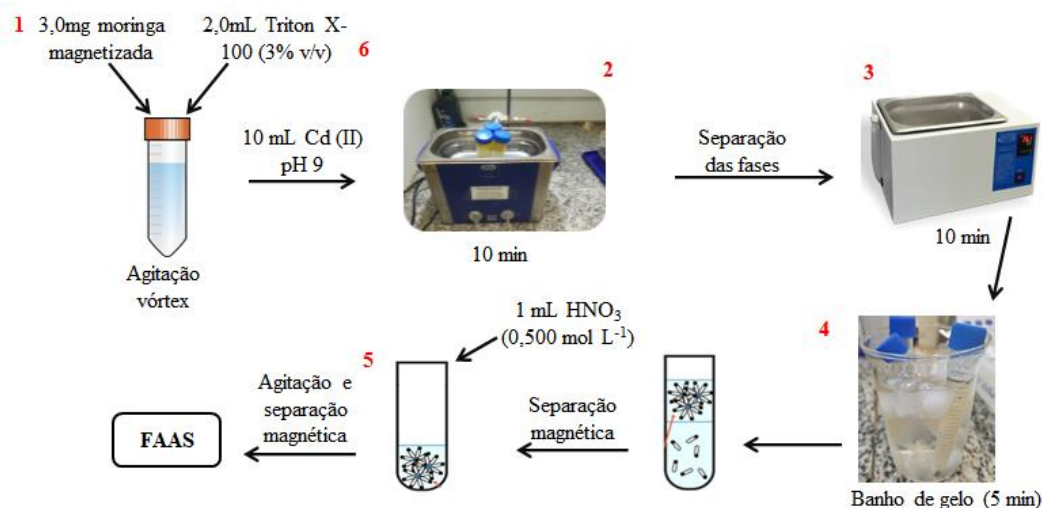 1
3,0mg moringa
magnetizada
2,0mL Triton X-
100 (3% v/v)
6
Agitação
vórtex
10 mL Cd (II)
pH 9
2
10 min
Separação
das fases
3
10 min
4
Banho de gelo (5 min)
Separação
magnética
1 mL HNO₃
(0,500 mol L⁻¹)
5
Agitação e
separação
magnética
FAAS